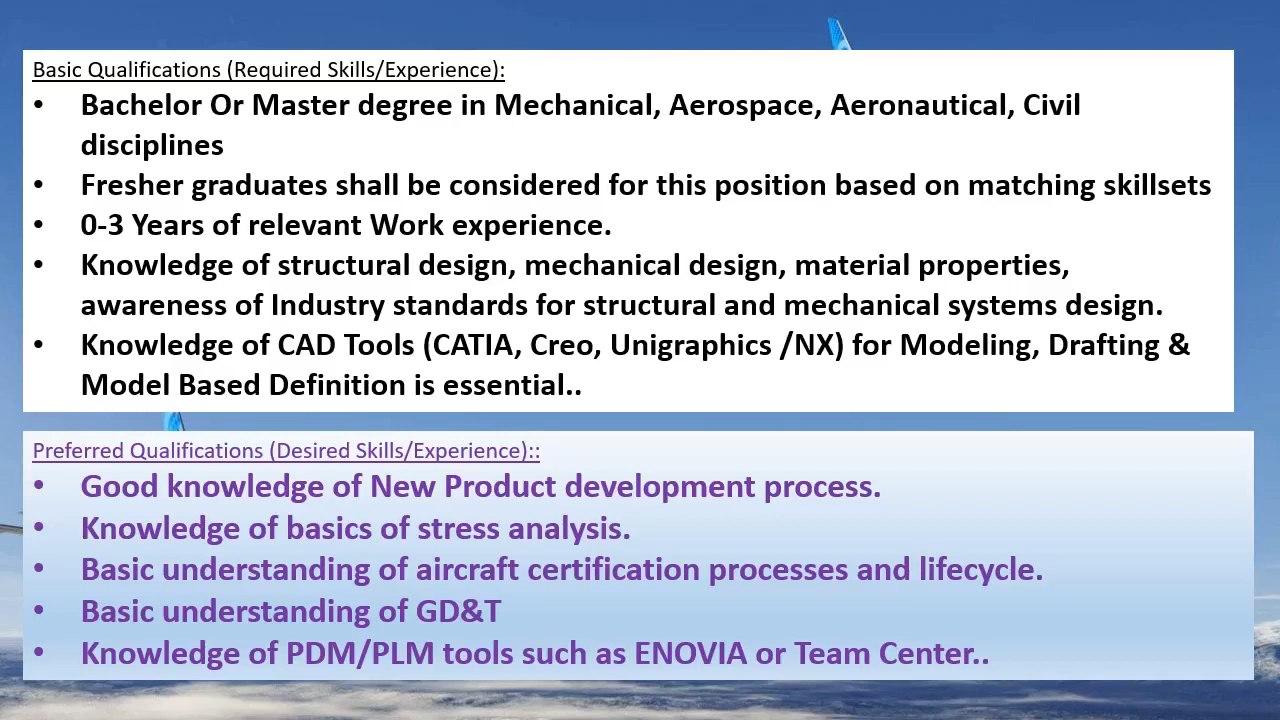 Basic Qualifications (Required Skills/Experience):
• Bachelor Or Master degree in Mechanical, Aerospace, Aeronautical, Civil
disciplines
• Fresher graduates shall be considered for this position based on matching skillsets
• 0-3 Years of relevant Work experience.
• Knowledge of structural design, mechanical design, material properties,
awareness of Industry standards for structural and mechanical systems design.
• Knowledge of CAD Tools (CATIA, Creo, Unigraphics /NX) for Modeling, Drafting &
Model Based Definition is essential..
Preferred Qualifications (Desired Skills/Experience)::
• Good knowledge of New Product development process.
• Knowledge of basics of stress analysis.
• Basic understanding of aircraft certification processes and lifecycle.
• Basic understanding of GD&T
• Knowledge of PDM/PLM tools such as ENOVIA or Team Center..